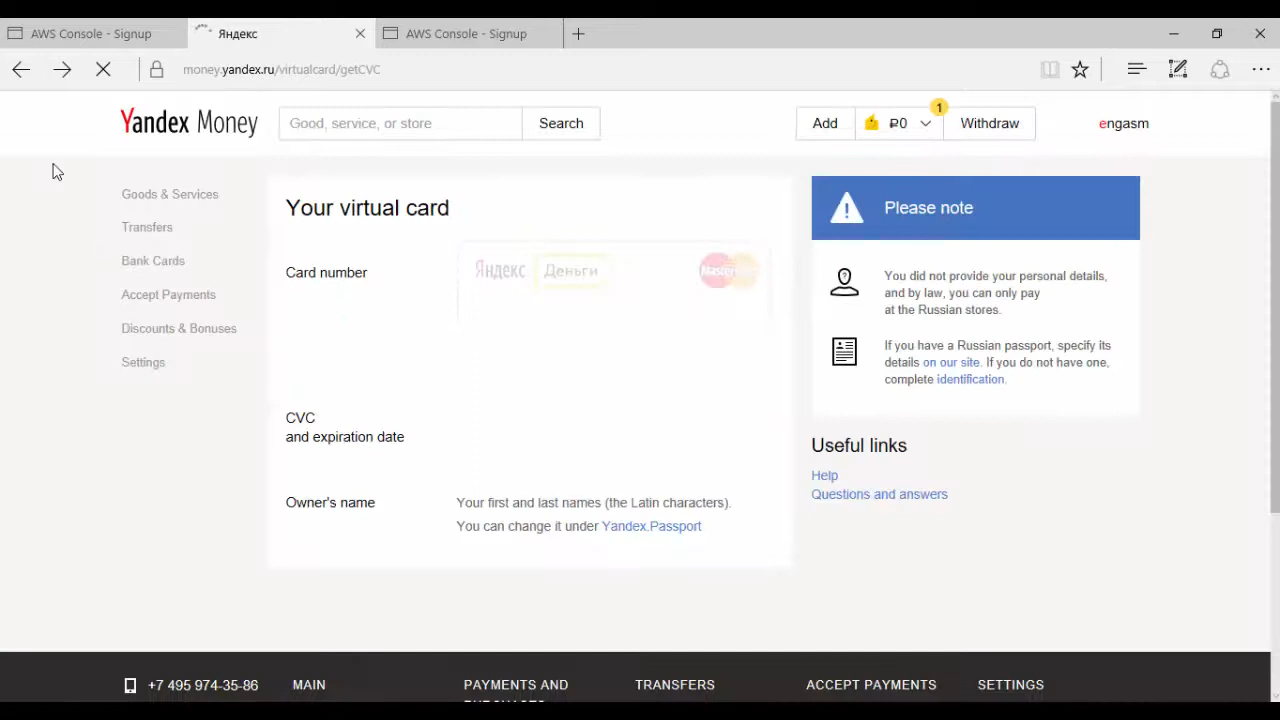 AWS Console - Signup
Яндекс
AWS Console - Signup
money.yandex.ru/virtualcard/getCVC
Yandex Money
Good, service, or store
Search
Add
₽0
1
Withdraw
engasm
Goods & Services
Transfers
Bank Cards
Accept Payments
Discounts & Bonuses
Settings
Your virtual card
Card number
Яндекс Деньги
MasterCard
CVC
and expiration date
Owner's name
Your first and last names (the Latin characters).
You can change it under Yandex.Passport
Please note
You did not provide your personal details,
and by law, you can only pay
at the Russian stores.
If you have a Russian passport, specify its
details on our site. If you do not have one,
complete identification.
Useful links
Help
Questions and answers
+7 495 974-35-86
MAIN
PAYMENTS AND
PURCHASES
TRANSFERS
ACCEPT PAYMENTS
SETTINGS